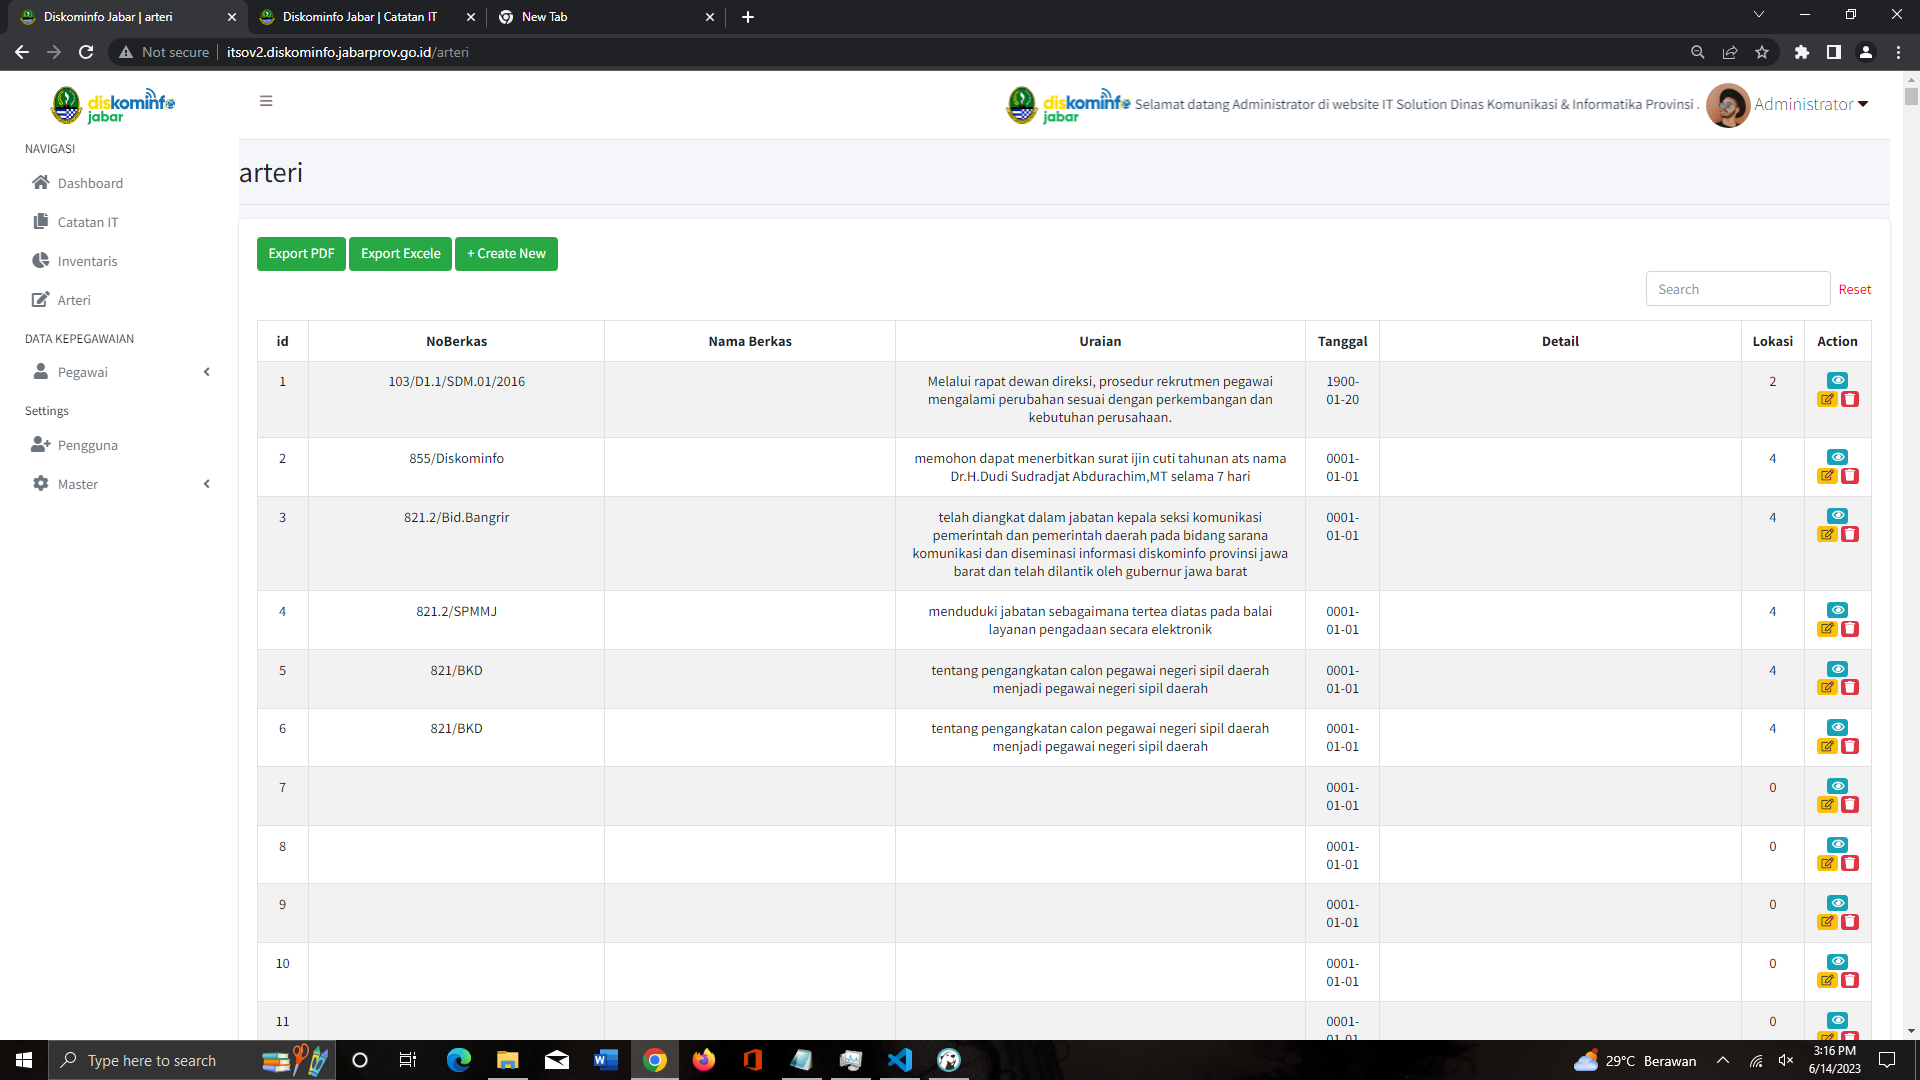 Diskominfo Jabar | arteri
Diskominfo Jabar | Catatan IT
New Tab
Not secure
itsov2.diskominfo.jabarprov.go.id/arteri
diskominfo
jabar
diskominfo
jabar
Selamat datang Administrator di website IT Solution Dinas Komunikasi & Informatika Provinsi .
Administrator
NAVIGASI
Dashboard
Catatan IT
Inventaris
Arteri
DATA KEPEGAWAIAN
Pegawai
Settings
Pengguna
Master
arteri
Export PDF
Export Excele
+ Create New
Search
Reset
id NoBerkas Nama Berkas Uraian Tanggal Detail Lokasi Action
1 103/D1.1/SDM.01/2016 Melalui rapat dewan direksi, prosedur rekrutmen pegawai 1900- 2
mengalami perubahan sesuai dengan perkembangan dan 01-20
kebutuhan perusahaan.
2 855/Diskominfo memohon dapat menerbitkan surat ijin cuti tahunan ats nama 0001- 4
Dr.H.Dudi Sudradjat Abdurachim,MT selama 7 hari 01-01
3 821.2/Bid.Bangrir telah diangkat dalam jabatan kepala seksi komunikasi 0001- 4
pemerintah dan pemerintah daerah pada bidang sarana 01-01
komunikasi dan diseminasi informasi diskominfo provinsi jawa
barat dan telah dilantik oleh gubernur jawa barat
4 821.2/SPMMJ menduduki jabatan sebagaimana tertea diatas pada balai 0001- 4
layanan pengadaan secara elektronik 01-01
5 821/BKD tentang pengangkatan calon pegawai negeri sipil daerah 0001- 4
menjadi pegawai negeri sipil daerah 01-01
6 821/BKD tentang pengangkatan calon pegawai negeri sipil daerah 0001- 4
menjadi pegawai negeri sipil daerah 01-01
7 0001- 0
01-01
8 0001- 0
01-01
9 0001- 0
01-01
10 0001- 0
01-01
11 0001- 0
01-01
Type here to search
29°C Berawan
3:16 PM
6/14/2023